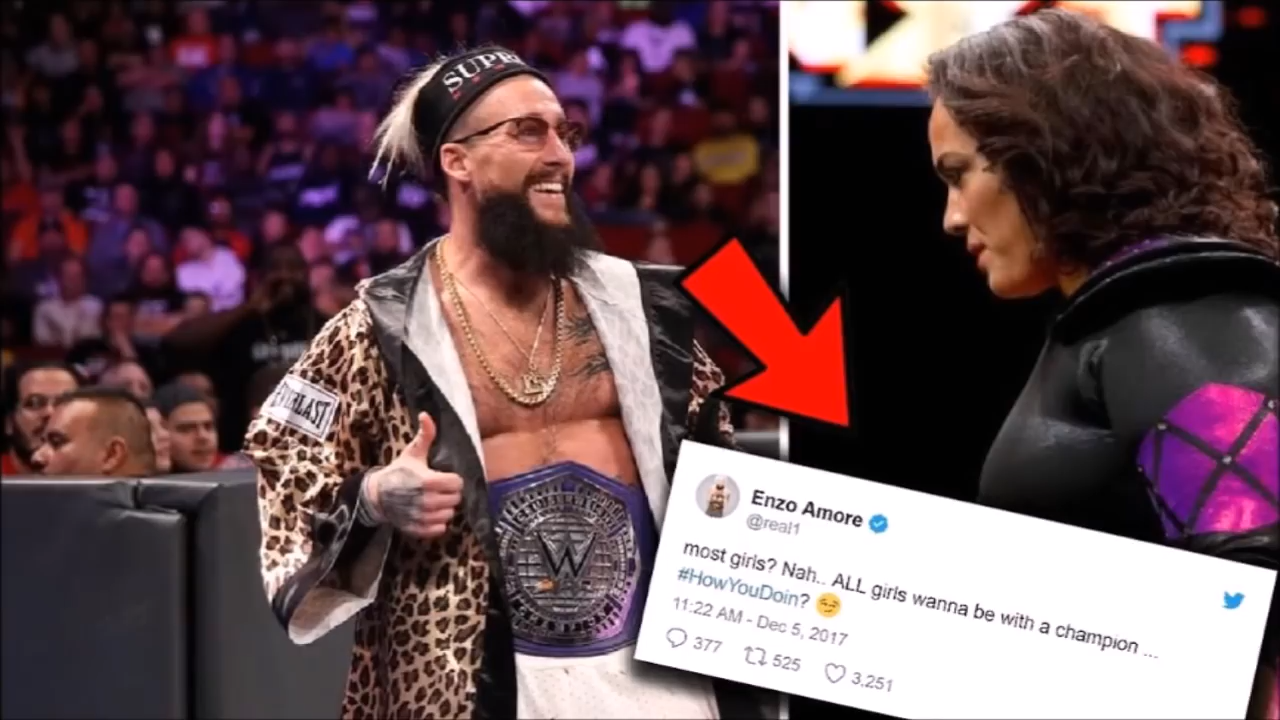 SUPRE
EVERLAST
W
Enzo Amore
@real1
most girls? Nah.. ALL girls wanna be with a champion ...
#HowYouDoin? 😏
11:22 AM - Dec 5, 2017
377 525 3,251